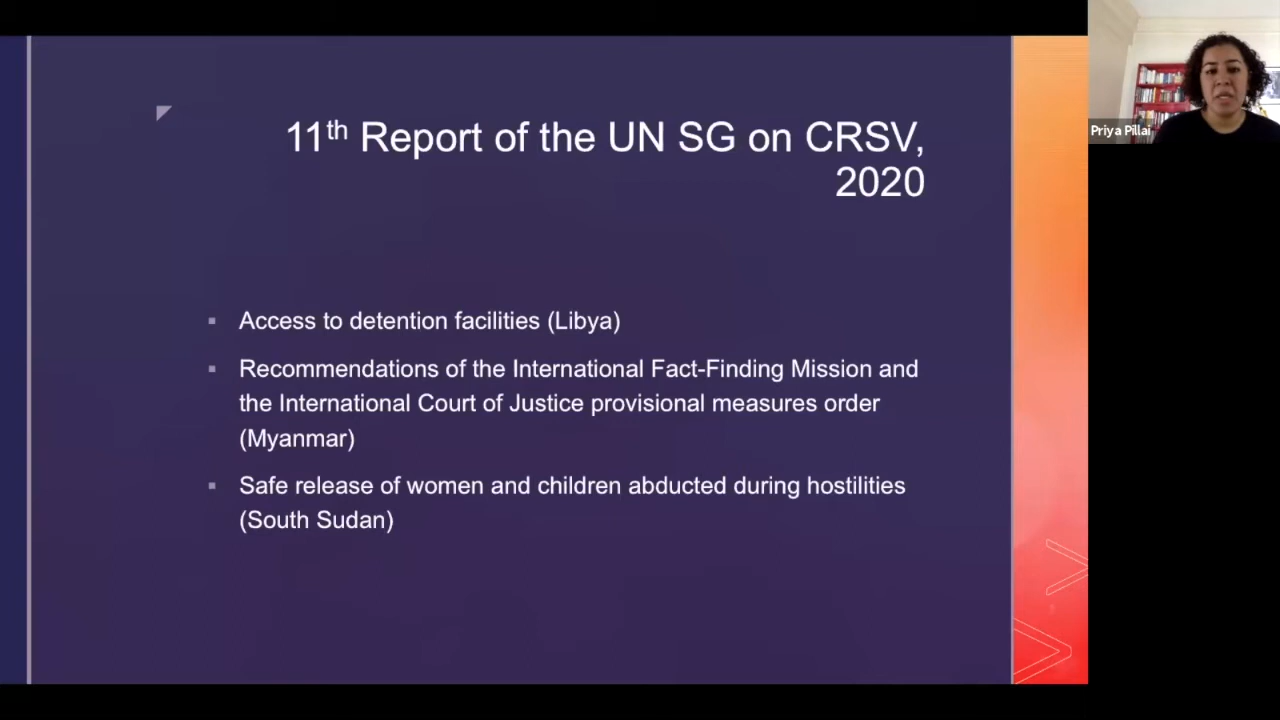 11th Report of the UN SG on CRSV,
2020
▪ Access to detention facilities (Libya)
▪ Recommendations of the International Fact-Finding Mission and
the International Court of Justice provisional measures order
(Myanmar)
▪ Safe release of women and children abducted during hostilities
(South Sudan)
Priya Pillai